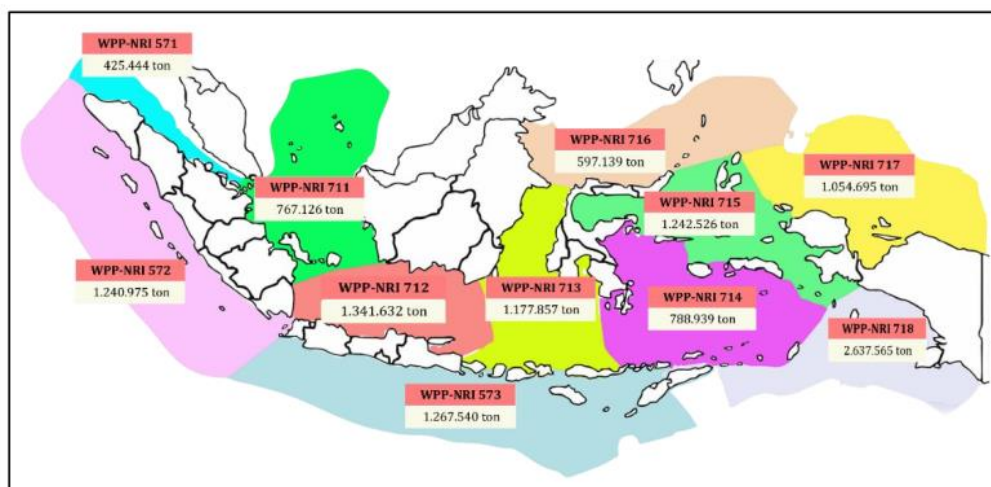 WPP-NRI 571
425.444 ton
WPP-NRI 716
597.139 ton
WPP-NRI 717
1.054.695 ton
WPP-NRI 711
767.126 ton
WPP-NRI 715
1.242.526 ton
WPP-NRI 572
1.240.975 ton
WPP-NRI 712
1.341.632 ton
WPP-NRI 713
1.177.857 ton
WPP-NRI 714
788.939 ton
WPP-NRI 718
2.637.565 ton
WPP-NRI 573
1.267.540 ton